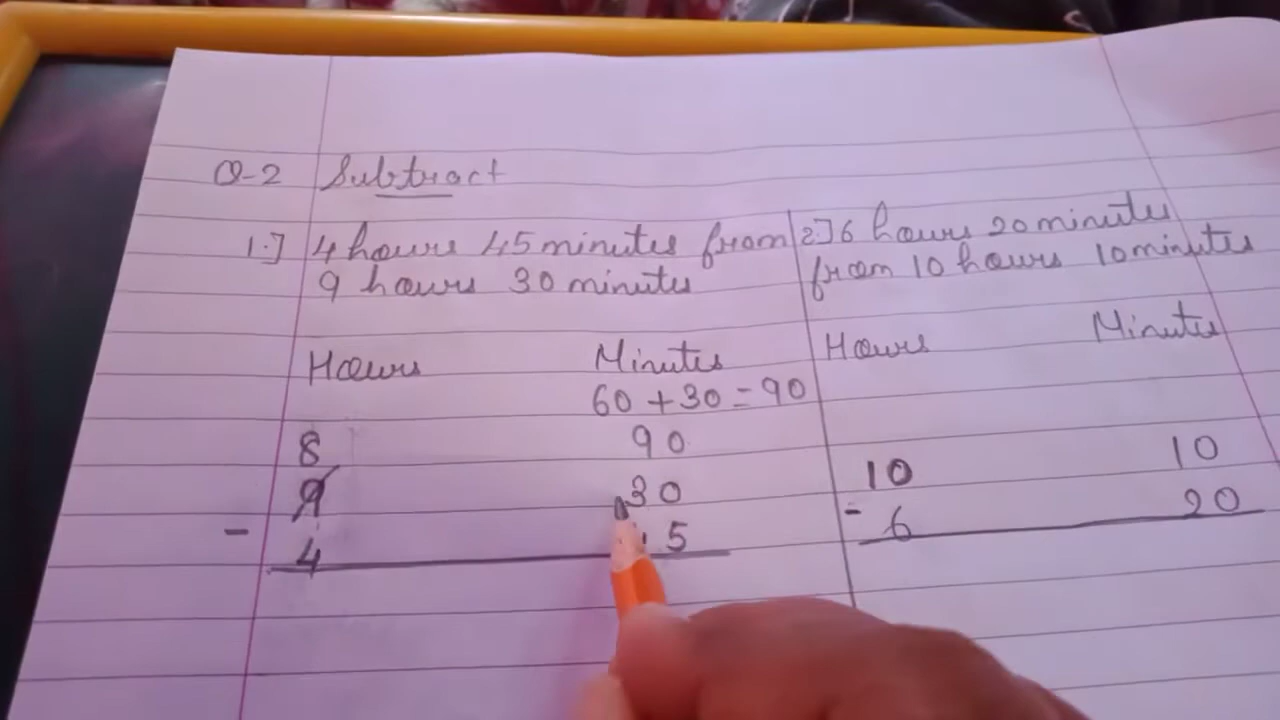 Q-2 Subtract
1.] 4 hours 45 minutes from
9 hours 30 minutes
Hours Minutes
60 + 30 = 90
8 90
9 30
- 4 5
2] 6 hours 20 minutes
from 10 hours 10 minutes
Hours Minutes
10 10
- 6 20